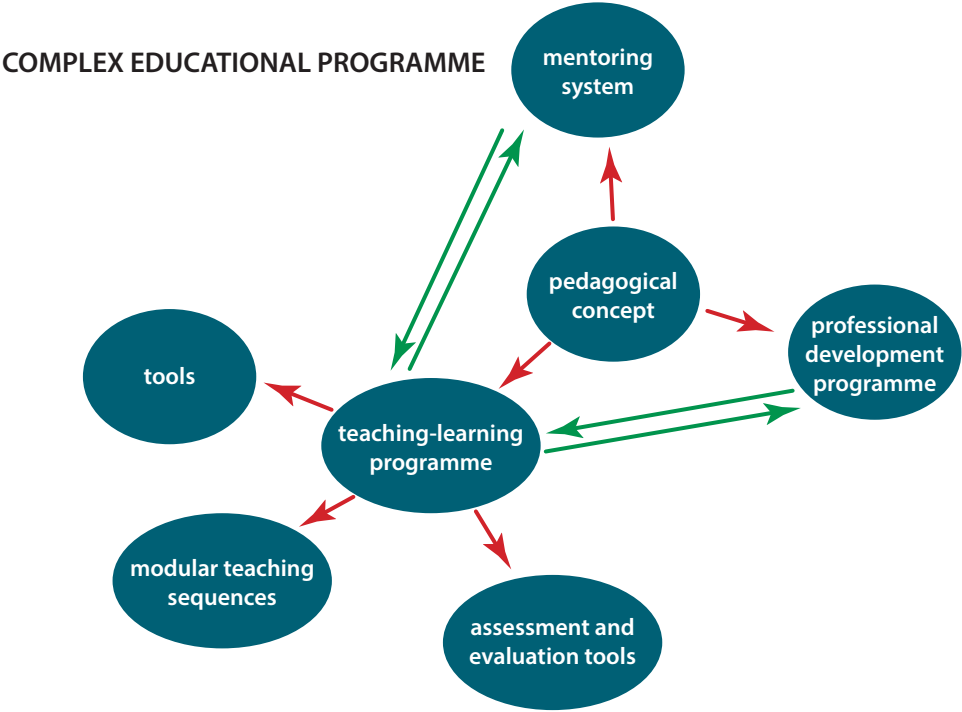 COMPLEX EDUCATIONAL PROGRAMME
mentoring
system
pedagogical
concept
professional
development
programme
tools
teaching-learning
programme
modular teaching
sequences
assessment and
evaluation tools